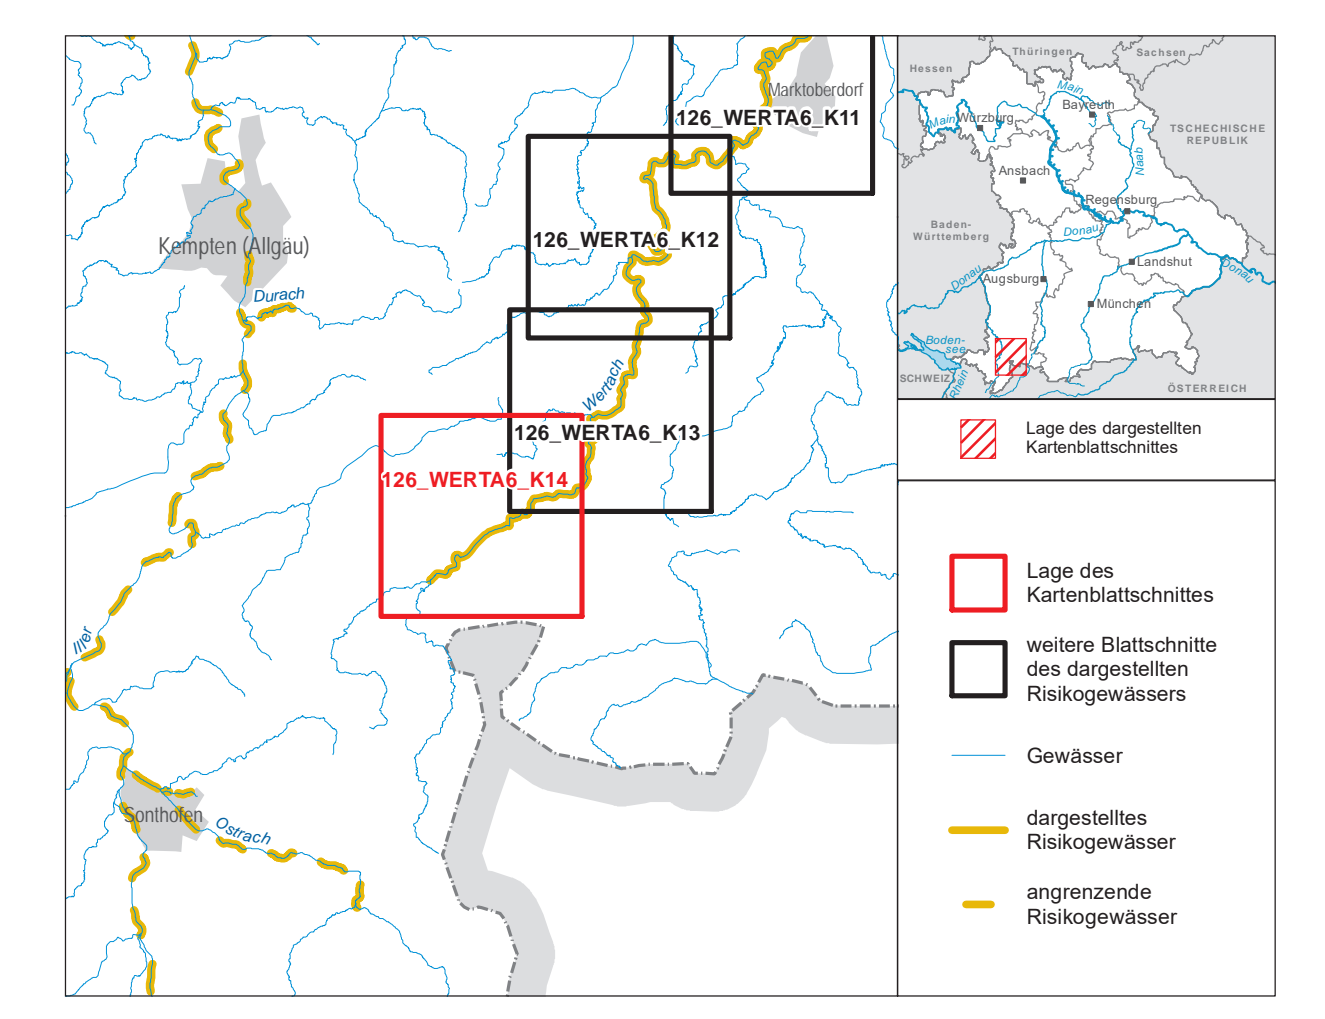 Marktoberdorf
126_WERTA6_K11
126_WERTA6_K12
Kempten (Allgäu)
Durach
Wertach
126_WERTA6_K13
126_WERTA6_K14
Iller
Sonthofen
Ostrach
Thüringen
Sachsen
Hessen
Main
Bayreuth
Main
Würzburg
TSCHECHISCHE
REPUBLIK
Naab
Ansbach
Regensburg
Baden-
Württemberg
Donau
Landshut
Donau
Donau
Augsburg
München
Boden-
see
SCHWEIZ
Rhein
ÖSTERREICH
Lage des dargestellten
Kartenblattschnittes
Lage des
Kartenblattschnittes
weitere Blattschnitte
des dargestellten
Risikogewässers
Gewässer
dargestelltes
Risikogewässer
angrenzende
Risikogewässer